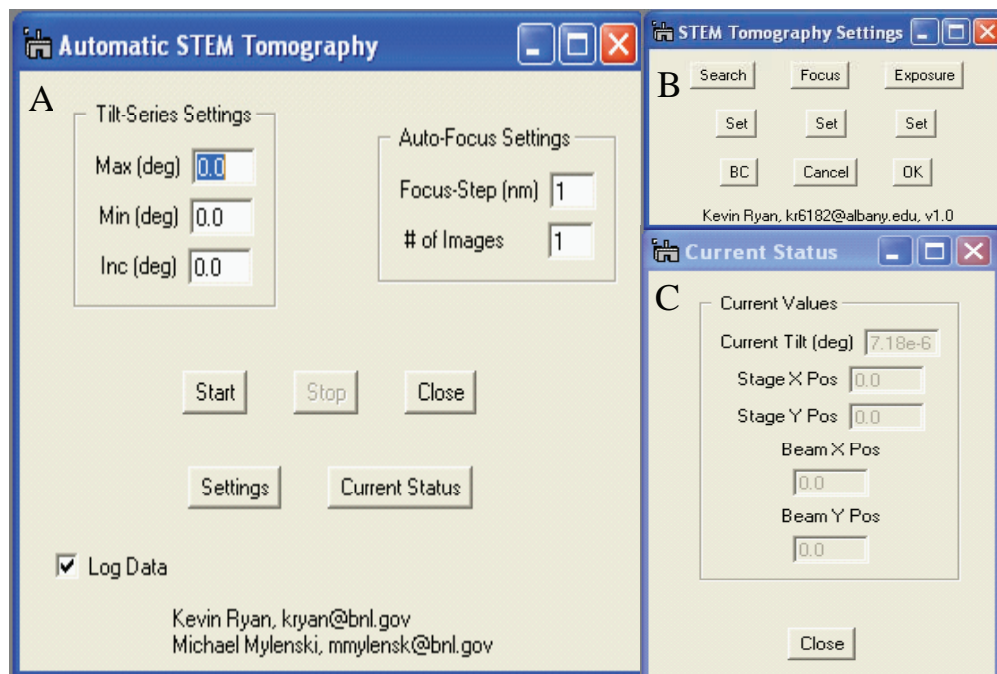 Automatic STEM Tomography
A
Tilt-Series Settings
Max (deg) 0.0
Min (deg) 0.0
Inc (deg) 0.0
Auto-Focus Settings
Focus-Step (nm) 1
# of Images 1
Start Stop Close
Settings Current Status
Log Data
Kevin Ryan, kryan@bnl.gov
Michael Mylenski, mmylensk@bnl.gov
STEM Tomography Settings
B
Search Focus Exposure
Set Set Set
BC Cancel OK
Kevin Ryan, kr6182@albany.edu, v1.0
Current Status
C
Current Values
Current Tilt (deg) 7.18e-6
Stage X Pos 0.0
Stage Y Pos 0.0
Beam X Pos
0.0
Beam Y Pos
0.0
Close